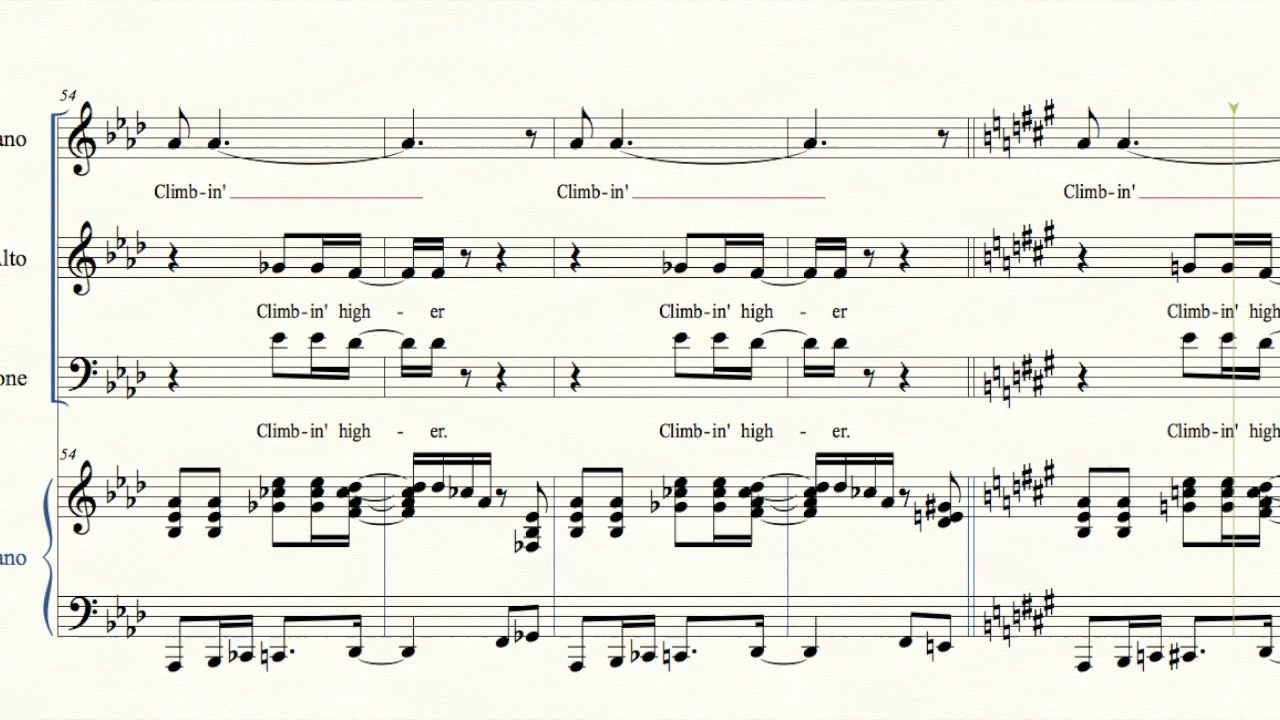 54
ano
Climb-in' Climb-in' Climb-in'
Alto
Climb-in' high - er Climb-in' high - er Climb-in' high
one
Climb-in' high - er. Climb-in' high - er. Climb-in' high
54
ano